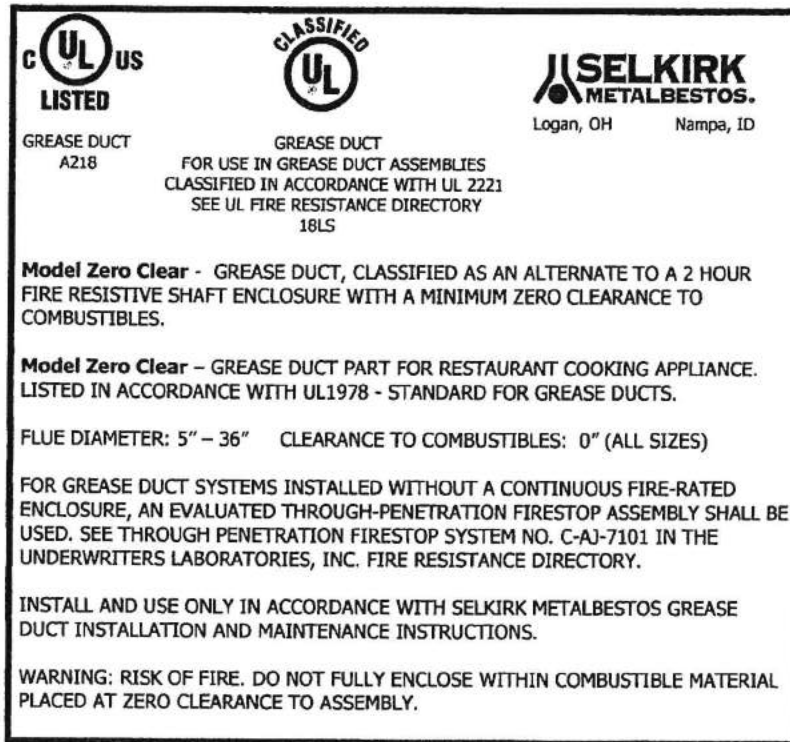 C UL US
LISTED
GREASE DUCT
A218
CLASSIFIED
UL
GREASE DUCT
FOR USE IN GREASE DUCT ASSEMBLIES
CLASSIFIED IN ACCORDANCE WITH UL 2221
SEE UL FIRE RESISTANCE DIRECTORY
18LS
SELKIRK
METALBESTOS.
Logan, OH Nampa, ID
Model Zero Clear - GREASE DUCT, CLASSIFIED AS AN ALTERNATE TO A 2 HOUR
FIRE RESISTIVE SHAFT ENCLOSURE WITH A MINIMUM ZERO CLEARANCE TO
COMBUSTIBLES.
Model Zero Clear – GREASE DUCT PART FOR RESTAURANT COOKING APPLIANCE.
LISTED IN ACCORDANCE WITH UL1978 - STANDARD FOR GREASE DUCTS.
FLUE DIAMETER: 5" – 36" CLEARANCE TO COMBUSTIBLES: 0" (ALL SIZES)
FOR GREASE DUCT SYSTEMS INSTALLED WITHOUT A CONTINUOUS FIRE-RATED
ENCLOSURE, AN EVALUATED THROUGH-PENETRATION FIRESTOP ASSEMBLY SHALL BE
USED. SEE THROUGH PENETRATION FIRESTOP SYSTEM NO. C-AJ-7101 IN THE
UNDERWRITERS LABORATORIES, INC. FIRE RESISTANCE DIRECTORY.
INSTALL AND USE ONLY IN ACCORDANCE WITH SELKIRK METALBESTOS GREASE
DUCT INSTALLATION AND MAINTENANCE INSTRUCTIONS.
WARNING: RISK OF FIRE. DO NOT FULLY ENCLOSE WITHIN COMBUSTIBLE MATERIAL
PLACED AT ZERO CLEARANCE TO ASSEMBLY.